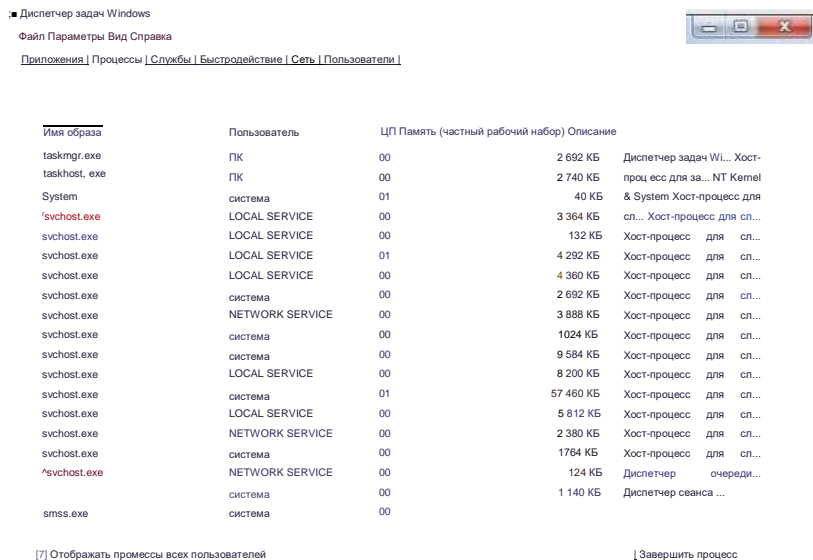 ;■ Диспетчер задач Windows
Файл Параметры Вид Справка
Приложения | Процессы | Службы | Быстродействие | Сеть | Пользователи |
Имя образа Пользователь ЦП Память (частный рабочий набор) Описание
taskmgr.exe ПК 00 2 692 КБ Диспетчер задач Wi... Хост-
taskhost, exe ПК 00 2 740 КБ проц есс для за... NT Kernel
System система 01 40 КБ & System Хост-процесс для
'svchost.exe LOCAL SERVICE 00 3 364 КБ сл... Хост-процесс для сл...
svchost.exe LOCAL SERVICE 00 132 КБ Хост-процесс для сл...
svchost.exe LOCAL SERVICE 01 4 292 КБ Хост-процесс для сл...
svchost.exe LOCAL SERVICE 00 4 360 КБ Хост-процесс для сл...
svchost.exe система 00 2 692 КБ Хост-процесс для сл...
svchost.exe NETWORK SERVICE 00 3 888 КБ Хост-процесс для сл...
svchost.exe система 00 1024 КБ Хост-процесс для сл...
svchost.exe система 00 9 584 КБ Хост-процесс для сл...
svchost.exe LOCAL SERVICE 00 8 200 КБ Хост-процесс для сл...
svchost.exe система 01 57 460 КБ Хост-процесс для сл...
svchost.exe LOCAL SERVICE 00 5 812 КБ Хост-процесс для сл...
svchost.exe NETWORK SERVICE 00 2 380 КБ Хост-процесс для сл...
svchost.exe система 00 1764 КБ Хост-процесс для сл...
^svchost.exe NETWORK SERVICE 00 124 КБ Диспетчер очереди...
система 00 1 140 КБ Диспетчер сеанса ...
smss.exe система 00
[7] Отображать промессы всех пользователей | Завершить процесс